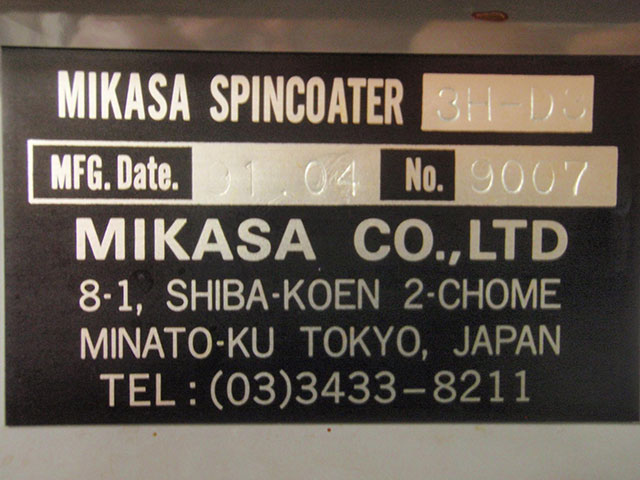 MIKASA SPINCOATER 3H-D3
MFG. Date. 91.04 No. 9007
MIKASA CO.,LTD
8-1, SHIBA-KOEN 2-CHOME
MINATO-KU TOKYO, JAPAN
TEL : (03)3433-8211